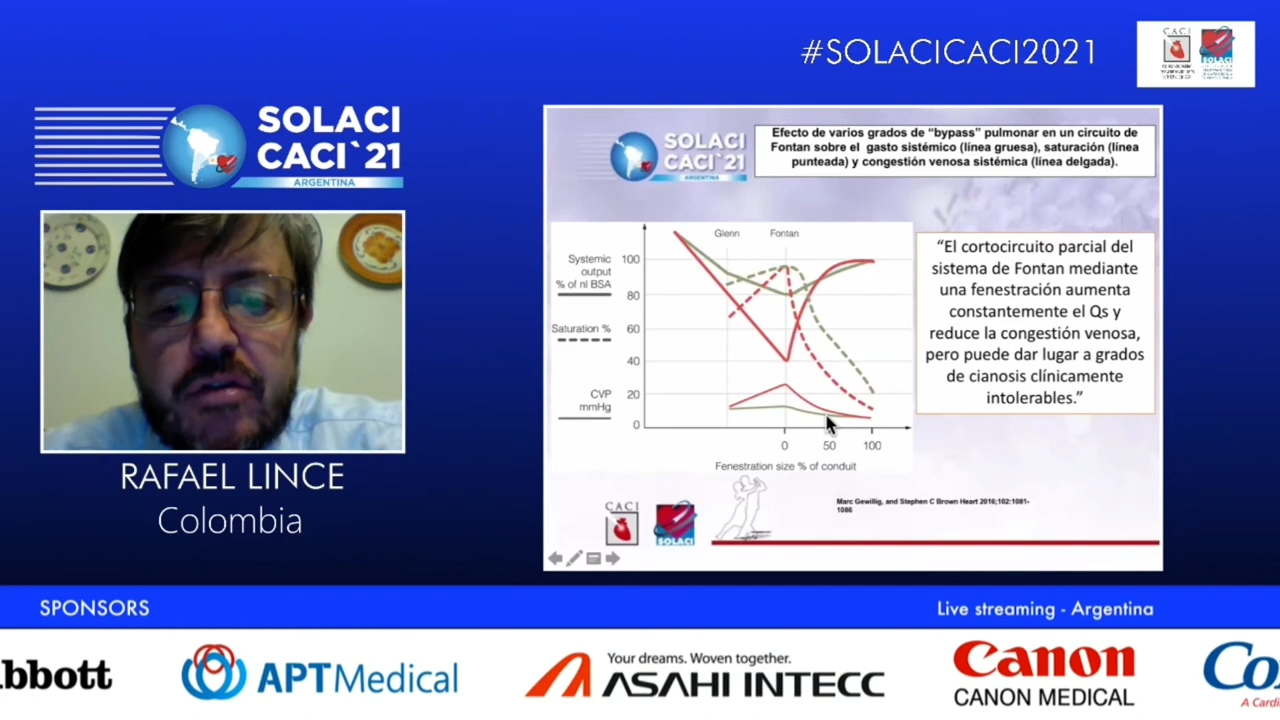 #SOLACICACI2021
CACI
SOLACI
SOLACI
CACI`21
ARGENTINA
RAFAEL LINCE
Colombia
SOLACI
CACI`21
ARGENTINA
Efecto de varios grados de “bypass” pulmonar en un circuito de
Fontan sobre el gasto sistémico (línea gruesa), saturación (línea
punteada) y congestión venosa sistémica (línea delgada).
Glenn
Fontan
Systemic
output
% of nl BSA
Saturation %
CVP
mmHg
100
80
60
40
20
0
0
50
100
Fenestration size % of conduit
“El cortocircuito parcial del
sistema de Fontan mediante
una fenestración aumenta
constantemente el Qs y
reduce la congestión venosa,
pero puede dar lugar a grados
de cianosis clínicamente
intolerables.”
Marc Gewillig, and Stephen C Brown Heart 2016;102:1081-
1086
CACI
SOLACI
SPONSORS
Live streaming - Argentina
bbott
APTMedical
Your dreams. Woven together.
ASAHI INTECC
Canon
CANON MEDICAL
Co
A Cardi